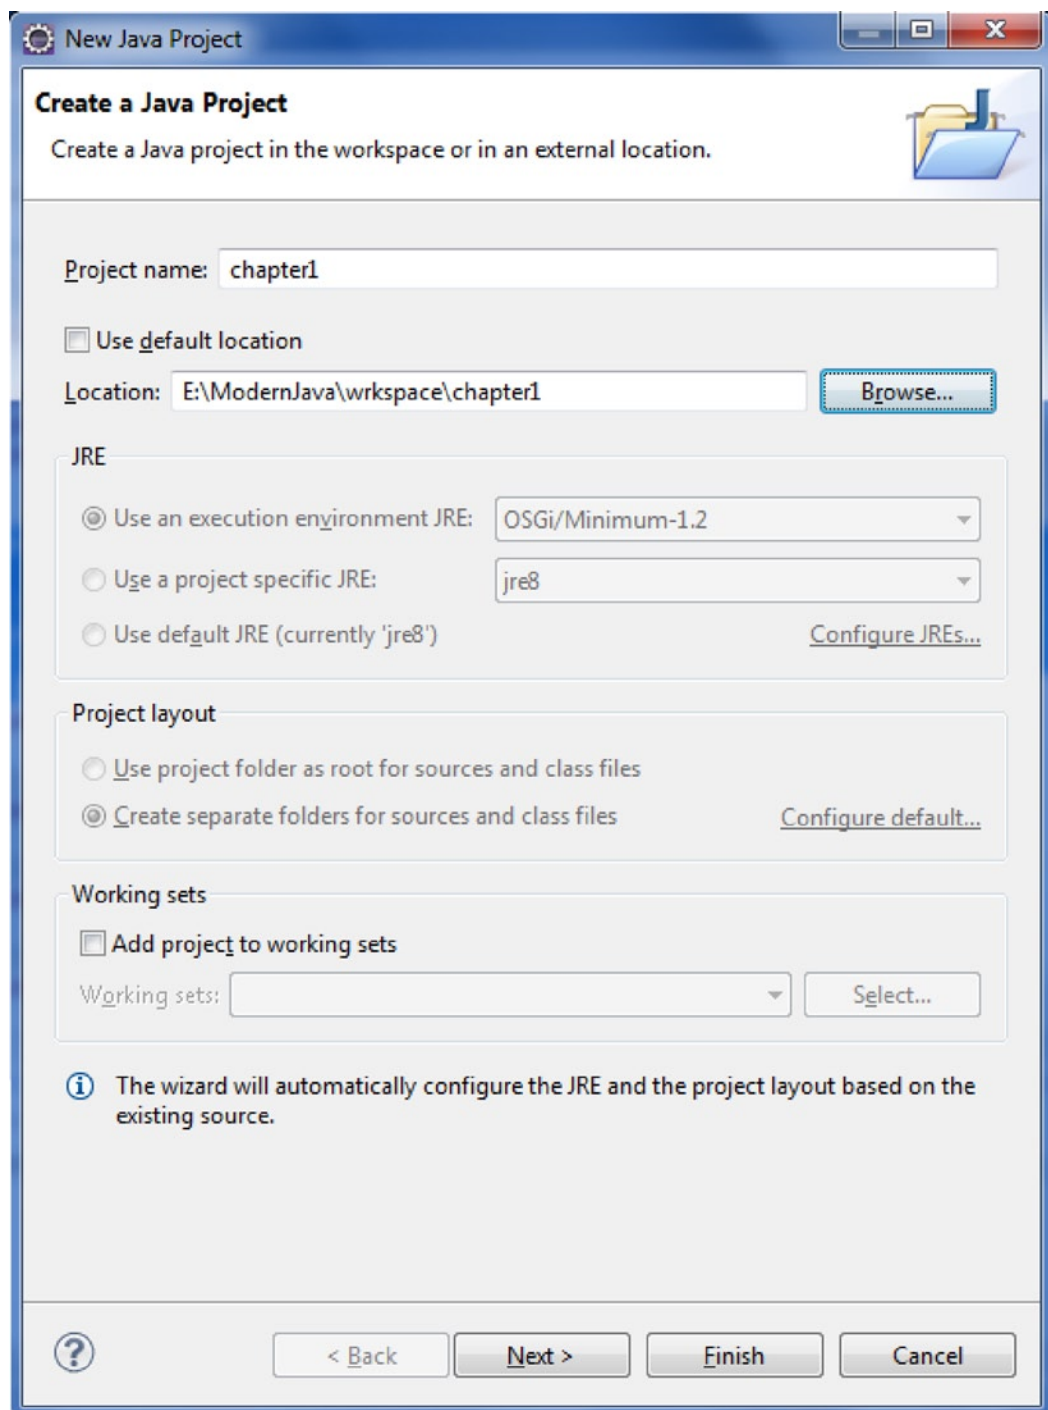 New Java Project
Create a Java Project
Create a Java project in the workspace or in an external location.
Project name: chapter1
Use default location
Location: E:\ModernJava\wrkspace\chapter1 Browse...
JRE
Use an execution environment JRE: OSGi/Minimum-1.2
Use a project specific JRE: jre8
Use default JRE (currently 'jre8') Configure JREs...
Project layout
Use project folder as root for sources and class files
Create separate folders for sources and class files Configure default...
Working sets
Add project to working sets
Working sets: Select...
The wizard will automatically configure the JRE and the project layout based on the
existing source.
? < Back Next > Finish Cancel